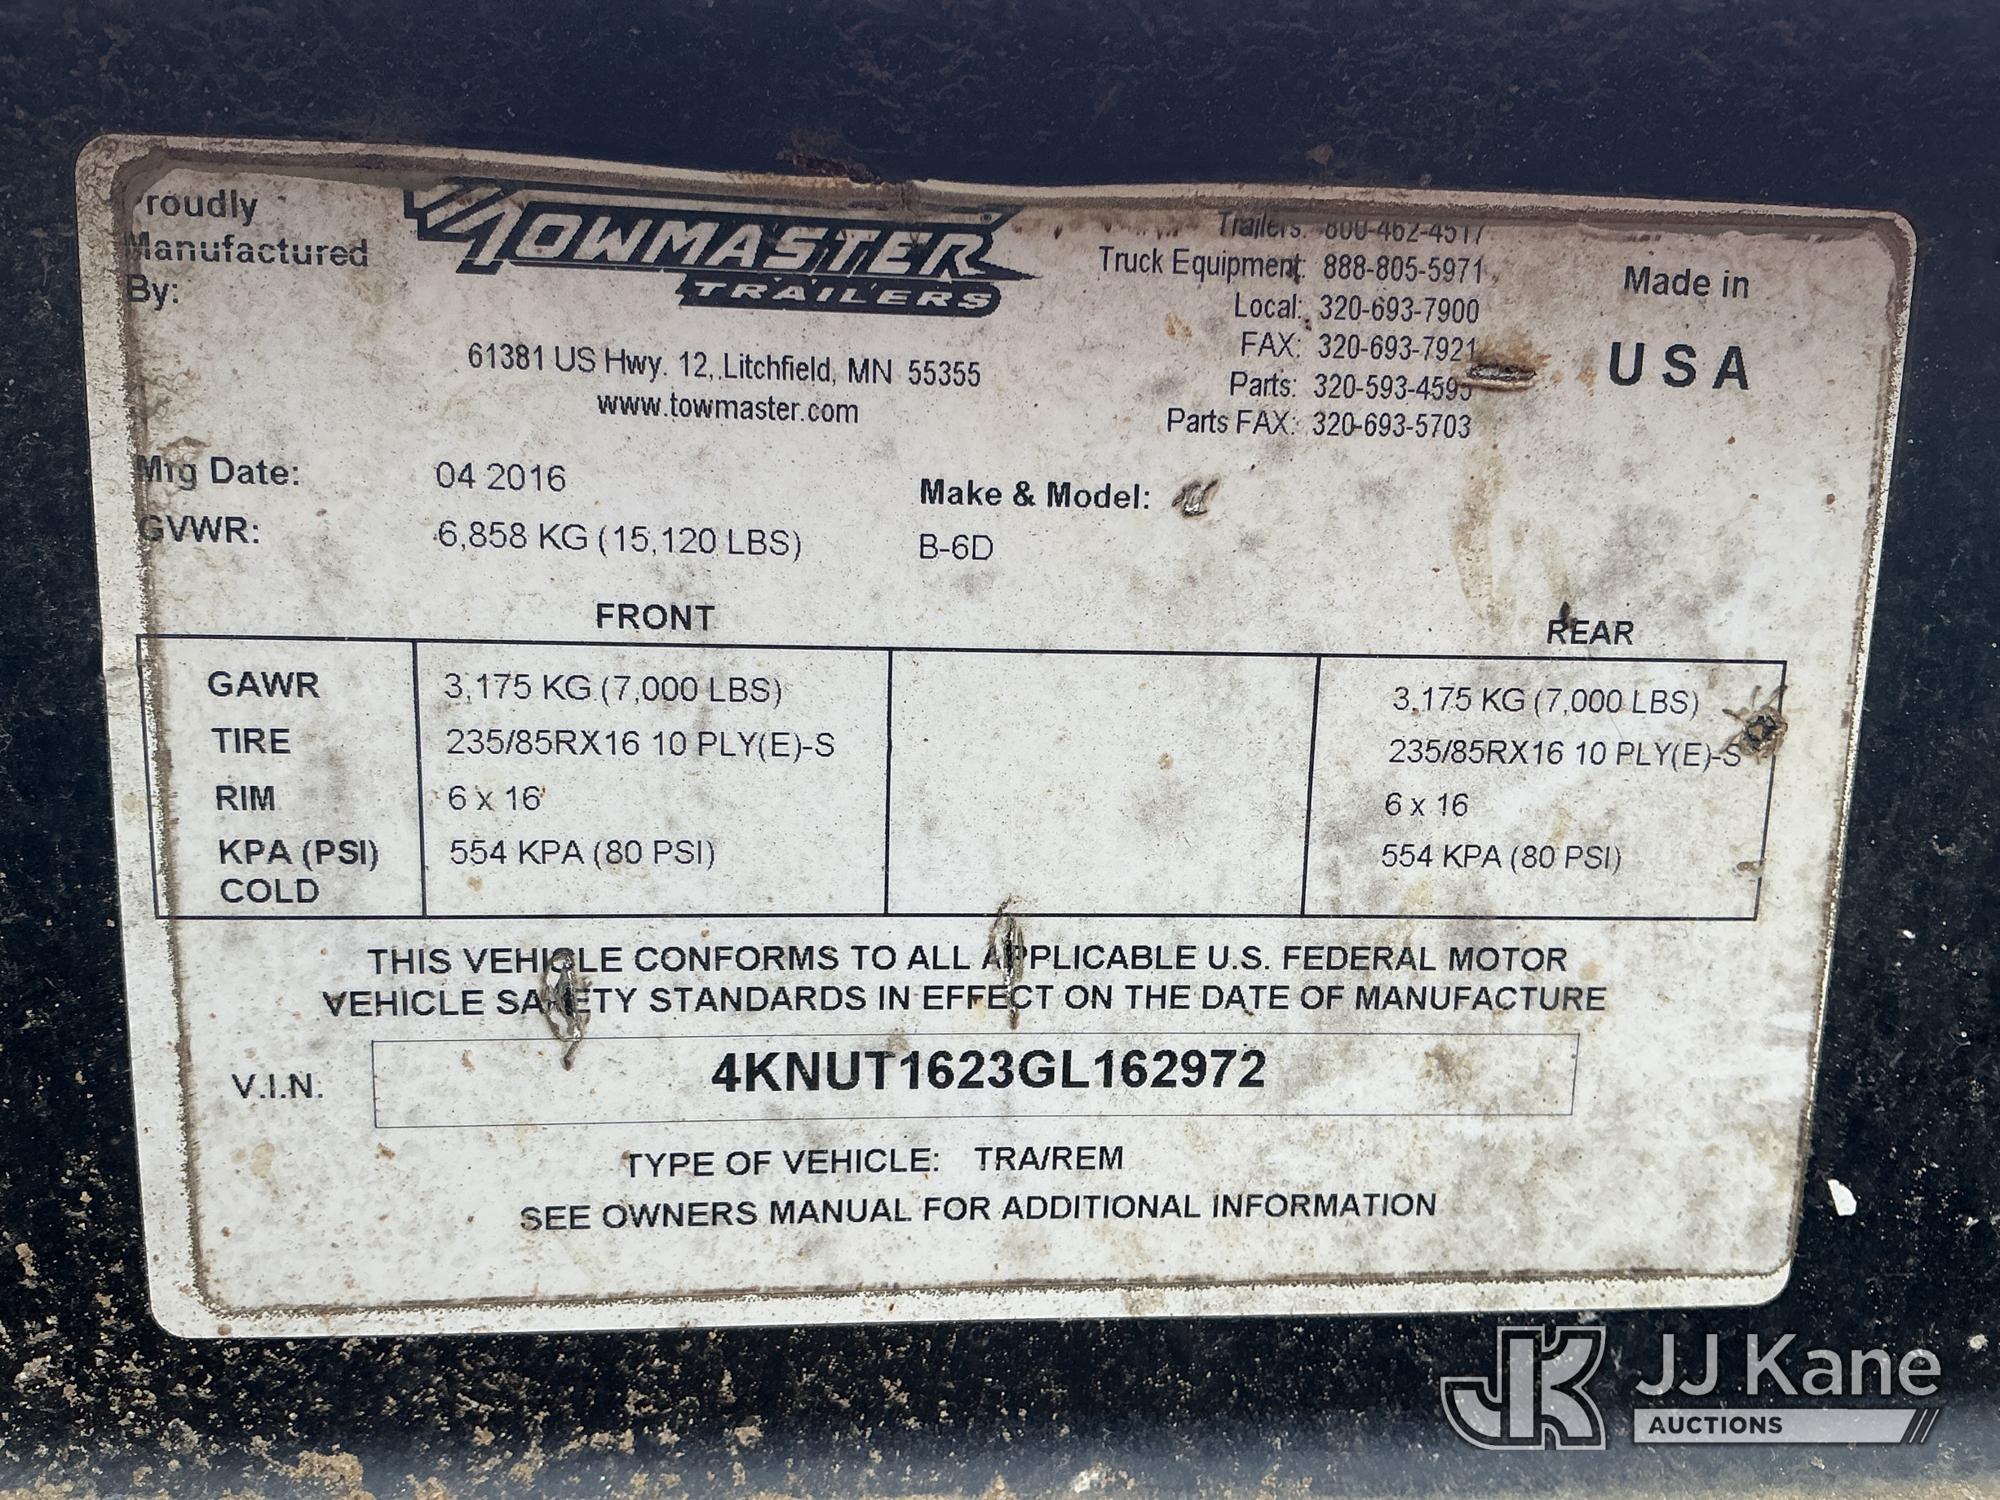 Proudly
Manufactured
By:
TOWMASTER
TRAILERS
61381 US Hwy. 12, Litchfield, MN 55355
www.towmaster.com
Trailers: 800-462-4517
Truck Equipment: 888-805-5971
Local: 320-693-7900
FAX: 320-693-7921
Parts: 320-593-4595
Parts FAX: 320-693-5703
Made in
USA
Mfg Date: 04 2016
GVWR: 6,858 KG (15,120 LBS)
Make & Model:
B-6D
FRONT REAR
GAWR 3,175 KG (7,000 LBS) 3,175 KG (7,000 LBS)
TIRE 235/85RX16 10 PLY(E)-S 235/85RX16 10 PLY(E)-S
RIM 6 x 16 6 x 16
KPA (PSI) 554 KPA (80 PSI) 554 KPA (80 PSI)
COLD
THIS VEHICLE CONFORMS TO ALL APPLICABLE U.S. FEDERAL MOTOR
VEHICLE SAFETY STANDARDS IN EFFECT ON THE DATE OF MANUFACTURE
V.I.N. 4KNUT1623GL162972
TYPE OF VEHICLE: TRA/REM
SEE OWNERS MANUAL FOR ADDITIONAL INFORMATION
JK JJ Kane
AUCTIONS